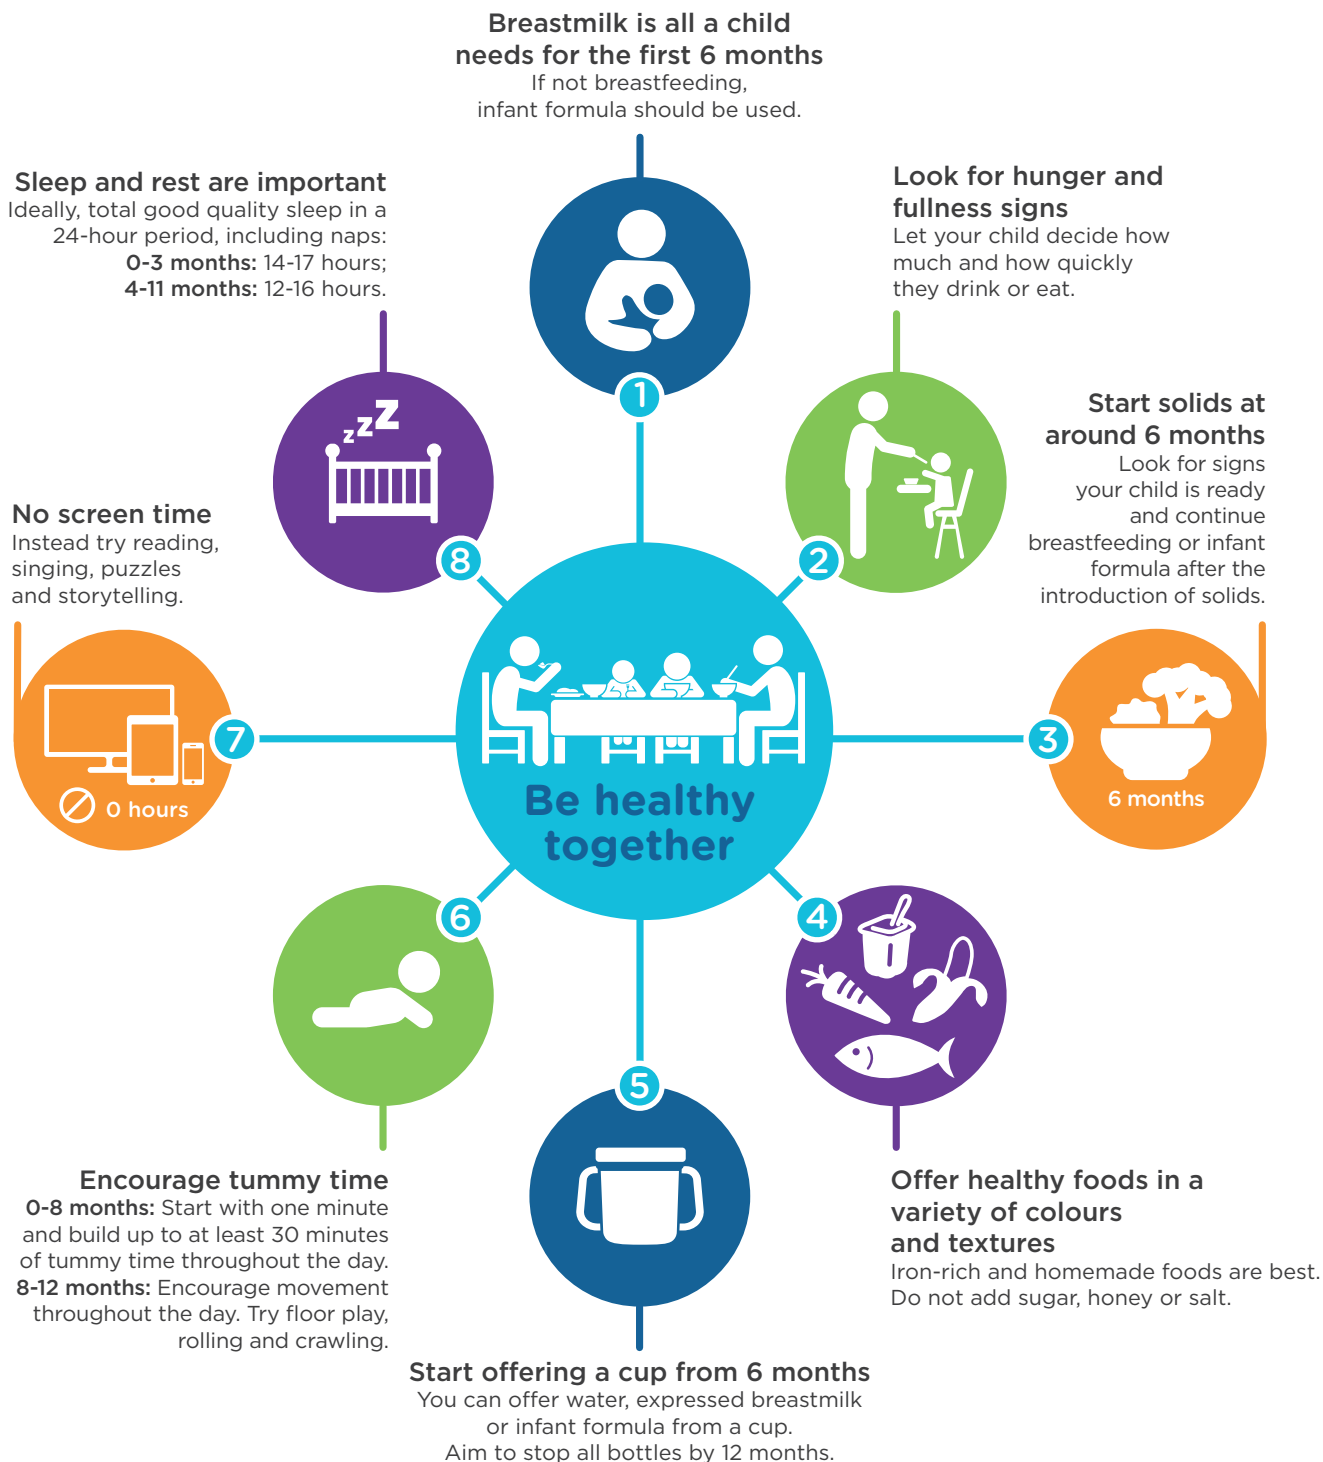 Breastmilk is all a child
needs for the first 6 months
If not breastfeeding,
infant formula should be used.
1
Look for hunger and
fullness signs
Let your child decide how
much and how quickly
they drink or eat.
2
Start solids at
around 6 months
Look for signs
your child is ready
and continue
breastfeeding or infant
formula after the
introduction of solids.
3
6 months
4
Offer healthy foods in a
variety of colours
and textures
Iron-rich and homemade foods are best.
Do not add sugar, honey or salt.
5
Start offering a cup from 6 months
You can offer water, expressed breastmilk
or infant formula from a cup.
Aim to stop all bottles by 12 months.
6
Encourage tummy time
0-8 months: Start with one minute
and build up to at least 30 minutes
of tummy time throughout the day.
8-12 months: Encourage movement
throughout the day. Try floor play,
rolling and crawling.
No screen time
Instead try reading,
singing, puzzles
and storytelling.
7
0 hours
Sleep and rest are important
Ideally, total good quality sleep in a
24-hour period, including naps:
0-3 months: 14-17 hours;
4-11 months: 12-16 hours.
zzZ
8
Be healthy
together